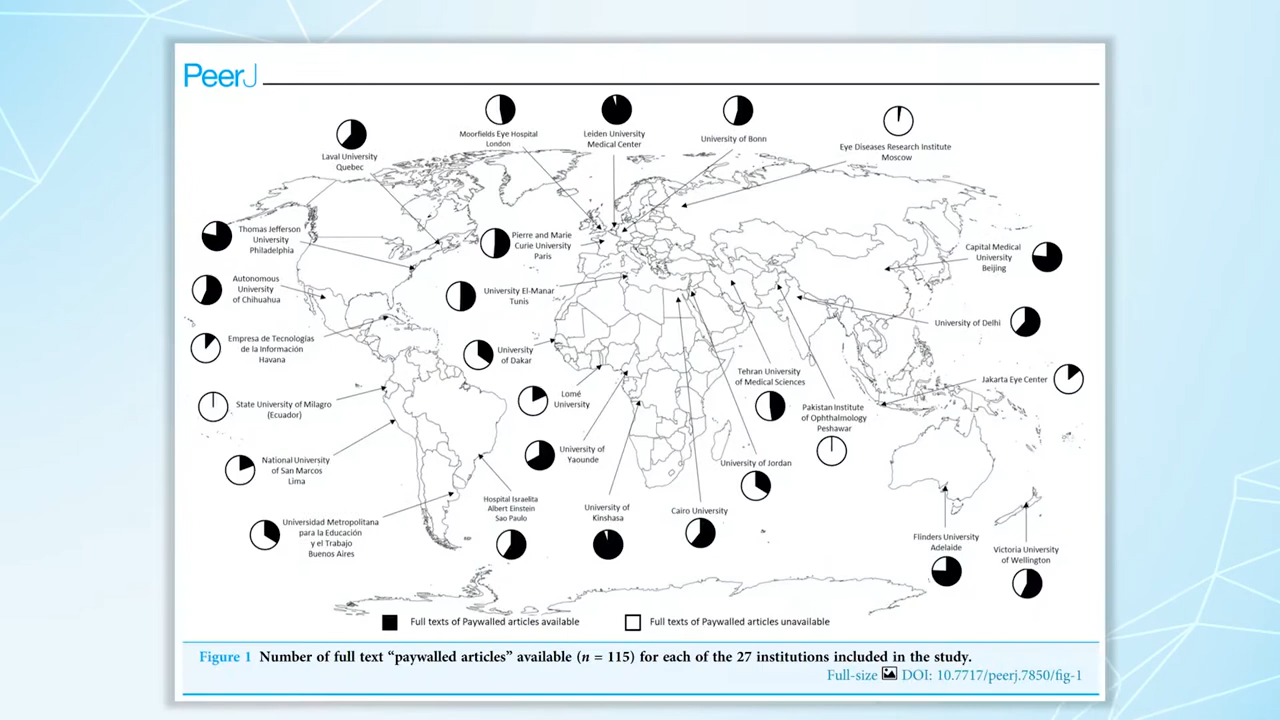 PeerJ
Laval University
Quebec
Moorfields Eye Hospital
London
Leiden University
Medical Center
University of Bonn
Eye Diseases Research Institute
Moscow
Thomas Jefferson
University
Philadelphia
Pierre and Marie
Curie University
Paris
Capital Medical
University
Beijing
Autonomous
University
of Chihuahua
University El-Manar
Tunis
University of Delhi
Empresa de Tecnologías
de la Información
Havana
University
of Dakar
Tehran University
of Medical Sciences
Jakarta Eye Center
State University of Milagro
(Ecuador)
Lomé
University
Pakistan Institute
of Ophthalmology
Peshawar
National University
of San Marcos
Lima
University of
Yaounde
University of Jordan
Universidad Metropolitana
para la Educación
y el Trabajo
Buenos Aires
Hospital Israelita
Albert Einstein
Sao Paulo
University of
Kinshasa
Cairo University
Flinders University
Adelaide
Victoria University
of Wellington
Full texts of Paywalled articles available
Full texts of Paywalled articles unavailable
Figure 1 Number of full text “paywalled articles” available (n = 115) for each of the 27 institutions included in the study.
Full-size DOI: 10.7717/peerj.7850/fig-1